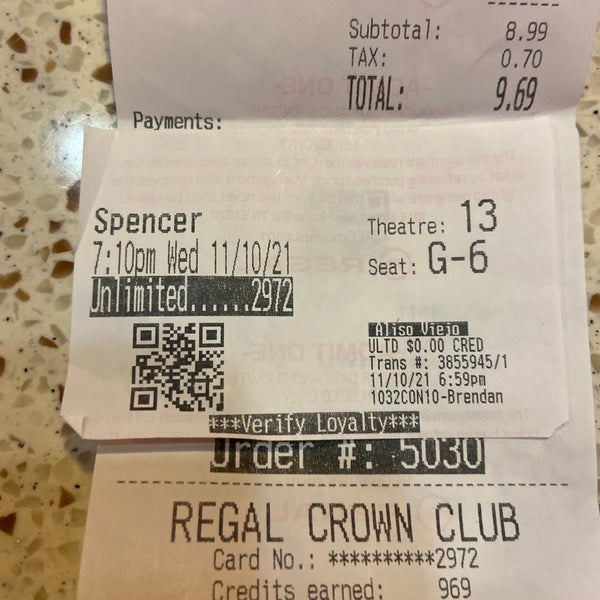 Subtotal: 8.99
TAX: 0.70
TOTAL: 9.69
Payments:
Spencer
7:10pm Wed 11/10/21
Unlimited......2972
Theatre: 13
Seat: G-6
Aliso Viejo
ULTD $0.00 CRED
Trans #: 3855945/1
11/10/21 6:59pm
1032CON10-Brendan
***Verify Loyalty***
Order #: 5030
REGAL CROWN CLUB
Card No.: **********2972
Credits earned: 969